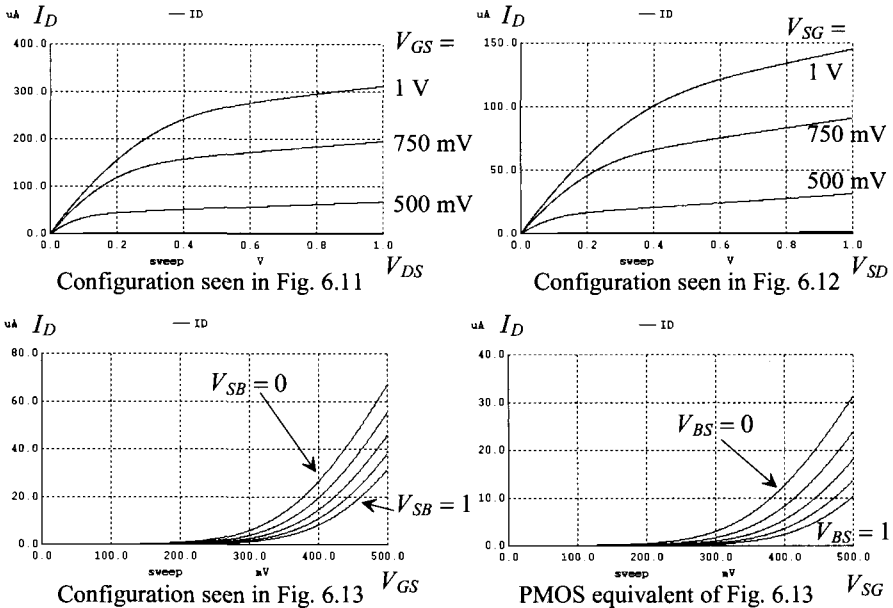 uA I_D — ID
V_GS =
400.0
300.0
200.0
100.0
0.0
1 V
750 mV
500 mV
0.0 0.2 0.4 0.6 0.8 1.0
sweep V
V_DS
Configuration seen in Fig. 6.11
uA I_D — ID
V_SG =
150.0
100.0
50.0
0.0
1 V
750 mV
500 mV
0.0 0.2 0.4 0.6 0.8 1.0
sweep V
V_SD
Configuration seen in Fig. 6.12
uA I_D — ID
80.0
60.0
40.0
20.0
0.0
V_SB = 0
V_SB = 1
0.0 100.0 200.0 300.0 400.0 500.0
sweep mV
V_GS
Configuration seen in Fig. 6.13
uA I_D — ID
40.0
30.0
20.0
10.0
0.0
V_BS = 0
V_BS = 1
0.0 100.0 200.0 300.0 400.0 500.0
sweep mV
V_SG
PMOS equivalent of Fig. 6.13